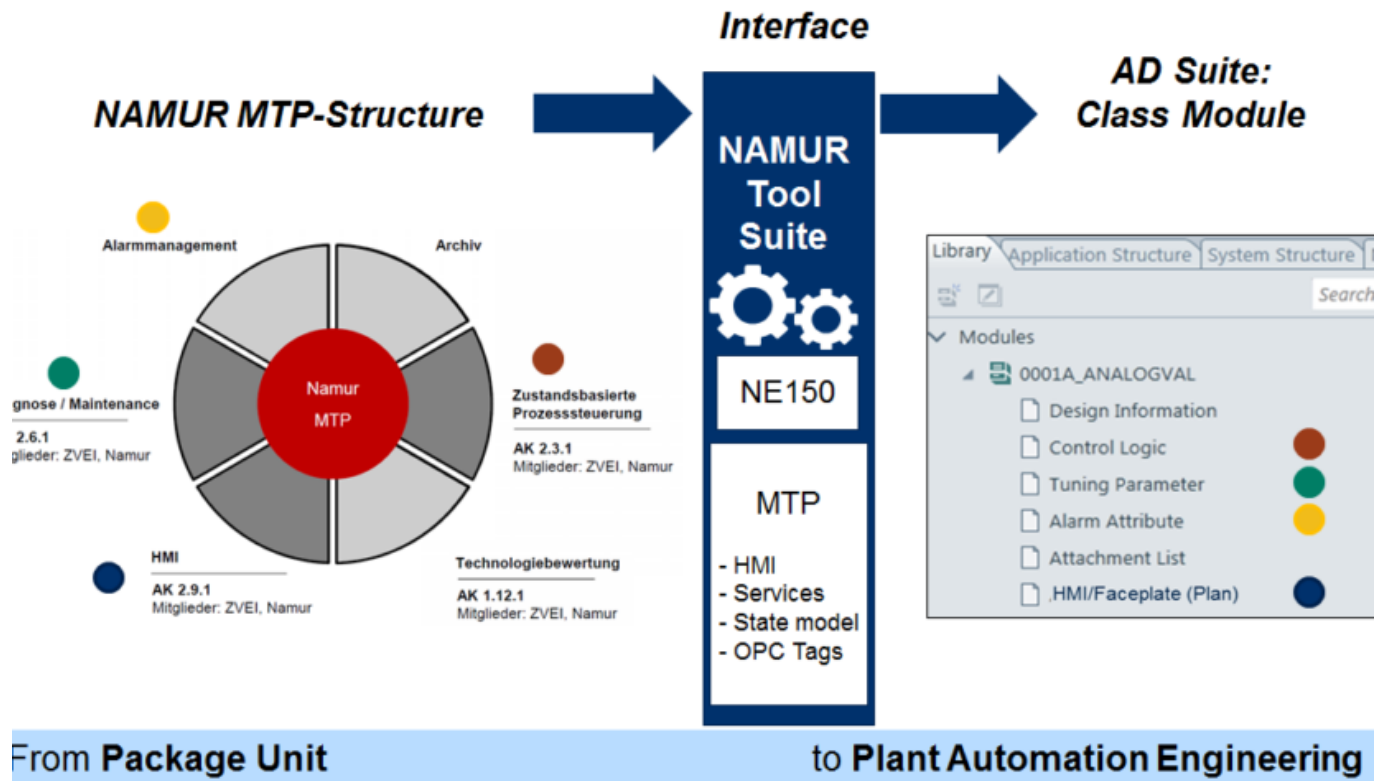 Interface
NAMUR MTP-Structure
AD Suite:
Class Module
NAMUR
Tool
Suite
NE150
MTP
- HMI
- Services
- State model
- OPC Tags
Alarmmanagement
Archiv
Namur
MTP
gnose / Maintenance
2.6.1
glieder: ZVEI, Namur
Zustandsbasierte
Prozesssteuerung
AK 2.3.1
Mitglieder: ZVEI, Namur
HMI
AK 2.9.1
Mitglieder: ZVEI, Namur
Technologiebewertung
AK 1.12.1
Mitglieder: ZVEI, Namur
Library Application Structure System Structure
Search
Modules
0001A_ANALOGVAL
Design Information
Control Logic
Tuning Parameter
Alarm Attribute
Attachment List
,HMI/Faceplate (Plan)
From Package Unit
to Plant Automation Engineering